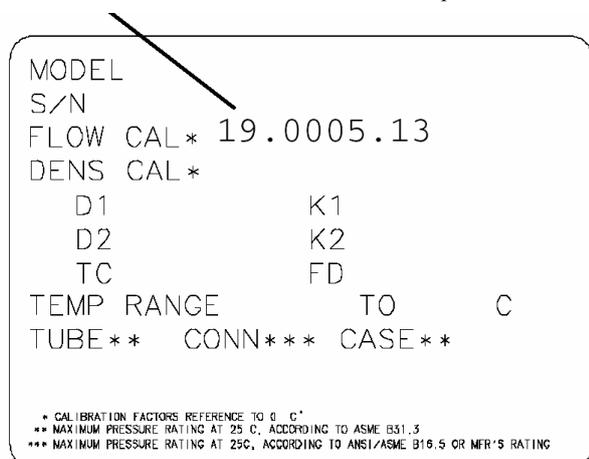 MODEL
S/N
FLOW CAL* 19.0005.13
DENS CAL*
D1 K1
D2 K2
TC FD
TEMP RANGE TO C
TUBE** CONN*** CASE**
* CALIBRATION FACTORS REFERENCE TO 0 C°
** MAXIMUM PRESSURE RATING AT 25 C, ACCORDING TO ASME B31.3
*** MAXIMUM PRESSURE RATING AT 25C, ACCORDING TO ANSI/ASME B16.5 OR MFR'S RATING